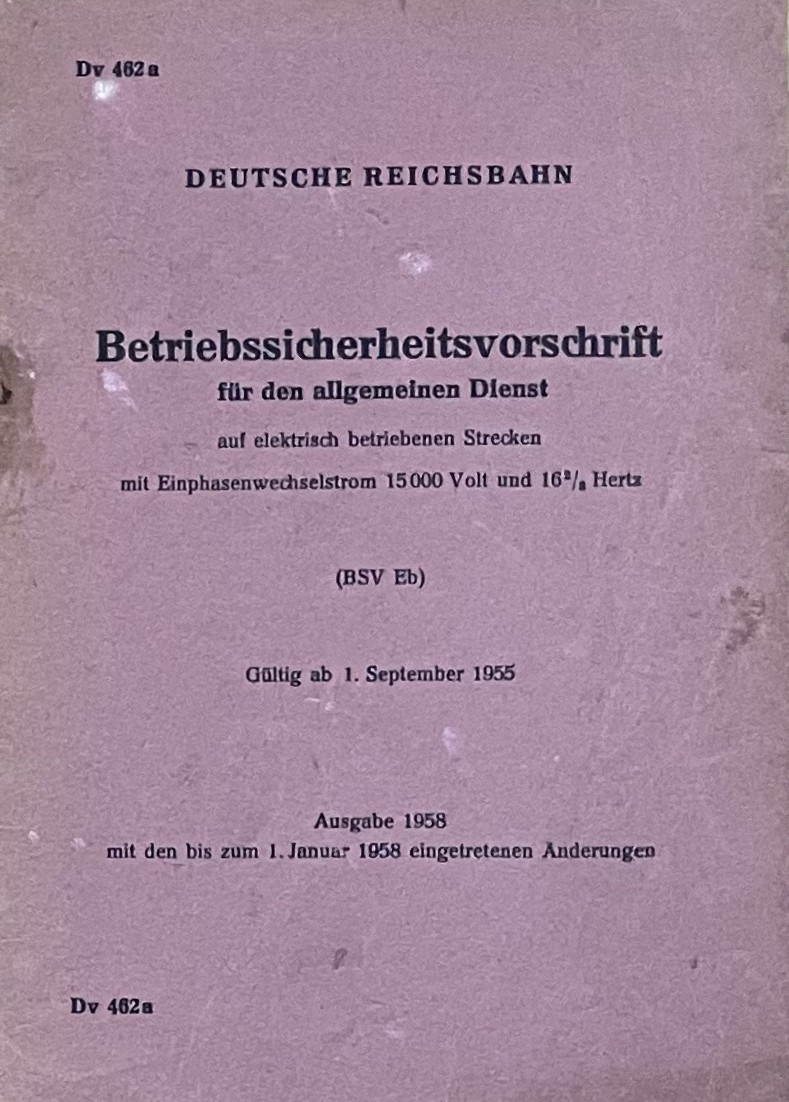 Dv 462a
DEUTSCHE REICHSBAHN
Betriebssicherheitsvorschrift
für den allgemeinen Dienst
auf elektrisch betriebenen Strecken
mit Einphasenwechselstrom 15000 Volt und 16²/₃ Hertz
(BSV Eb)
Gültig ab 1. September 1955
Ausgabe 1958
mit den bis zum 1. Januar 1958 eingetretenen Änderungen
Dv 462a